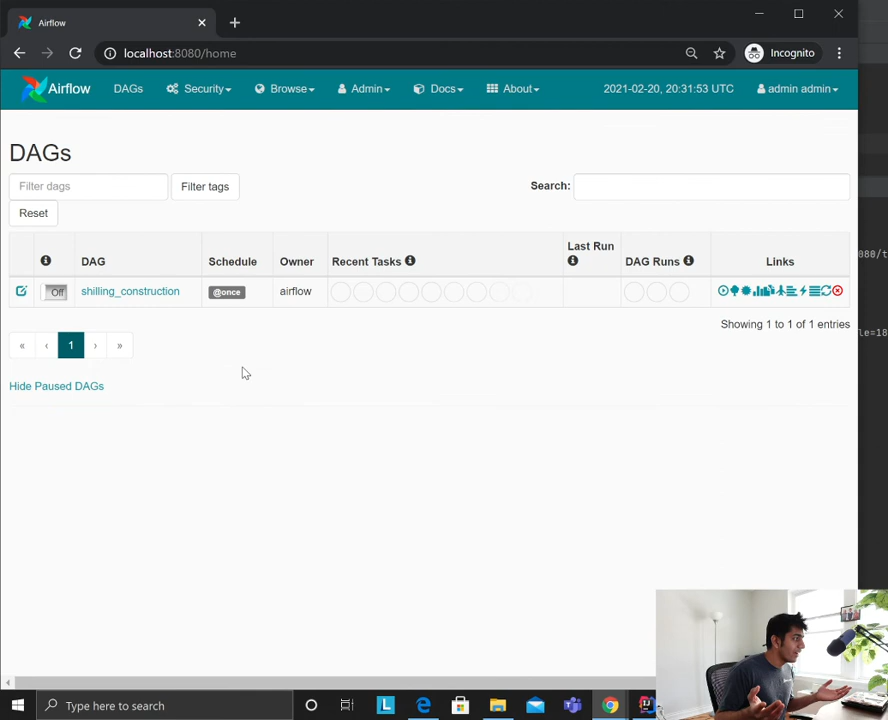 Airflow
localhost:8080/home
Incognito
Airflow
DAGs
Security
Browse
Admin
Docs
About
2021-02-20, 20:31:53 UTC
admin admin
DAGs
Filter dags
Filter tags
Search:
Reset
DAG
Schedule
Owner
Recent Tasks
Last Run
DAG Runs
Links
Off
shilling_construction
@once
airflow
Showing 1 to 1 of 1 entries
« ‹ 1 › »
Hide Paused DAGs
080/t
le=18
Type here to search
L